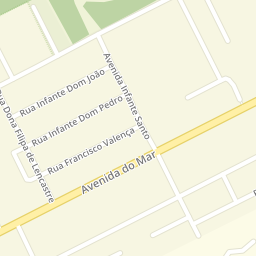 Rua Infante Dom João
Avenida Infante Santo
Rua Dona Filipa de Lencastre
Rua Infante Dom Pedro
Rua Francisco Valença
Avenida do Mar